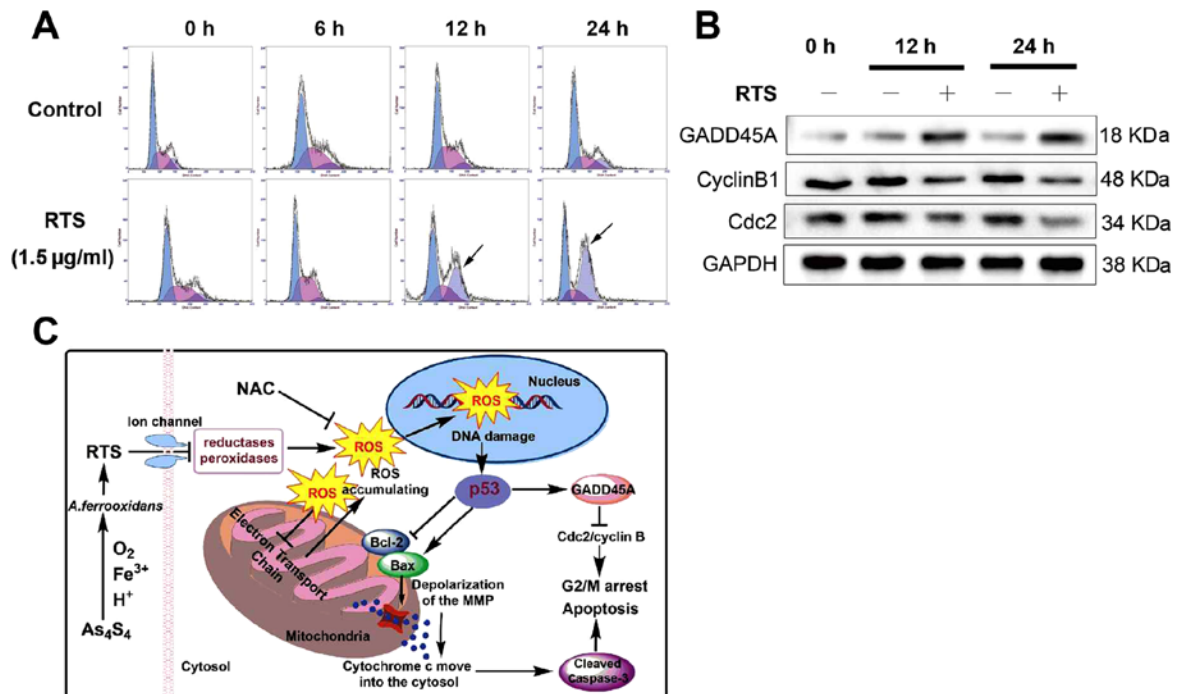 A
0 h 6 h 12 h 24 h
Control
RTS
(1.5 µg/ml)
B
0 h 12 h 24 h
RTS − − + − +
GADD45A 18 KDa
CyclinB1 48 KDa
Cdc2 34 KDa
GAPDH 38 KDa
C
NAC
Nucleus
ROS
DNA damage
Ion channel
RTS
reductases
peroxidases
ROS
ROS
accumulating
ROS
A.ferrooxidans
p53
GADD45A
Electron Transport
Chain
Bcl-2
Bax
Cdc2/cyclin B
O2
Fe3+
H+
As4S4
Depolarization
of the MMP
G2/M arrest
Apoptosis
Mitochondria
Cytosol
Cytochrome c move
into the cytosol
Cleaved
Caspase-3